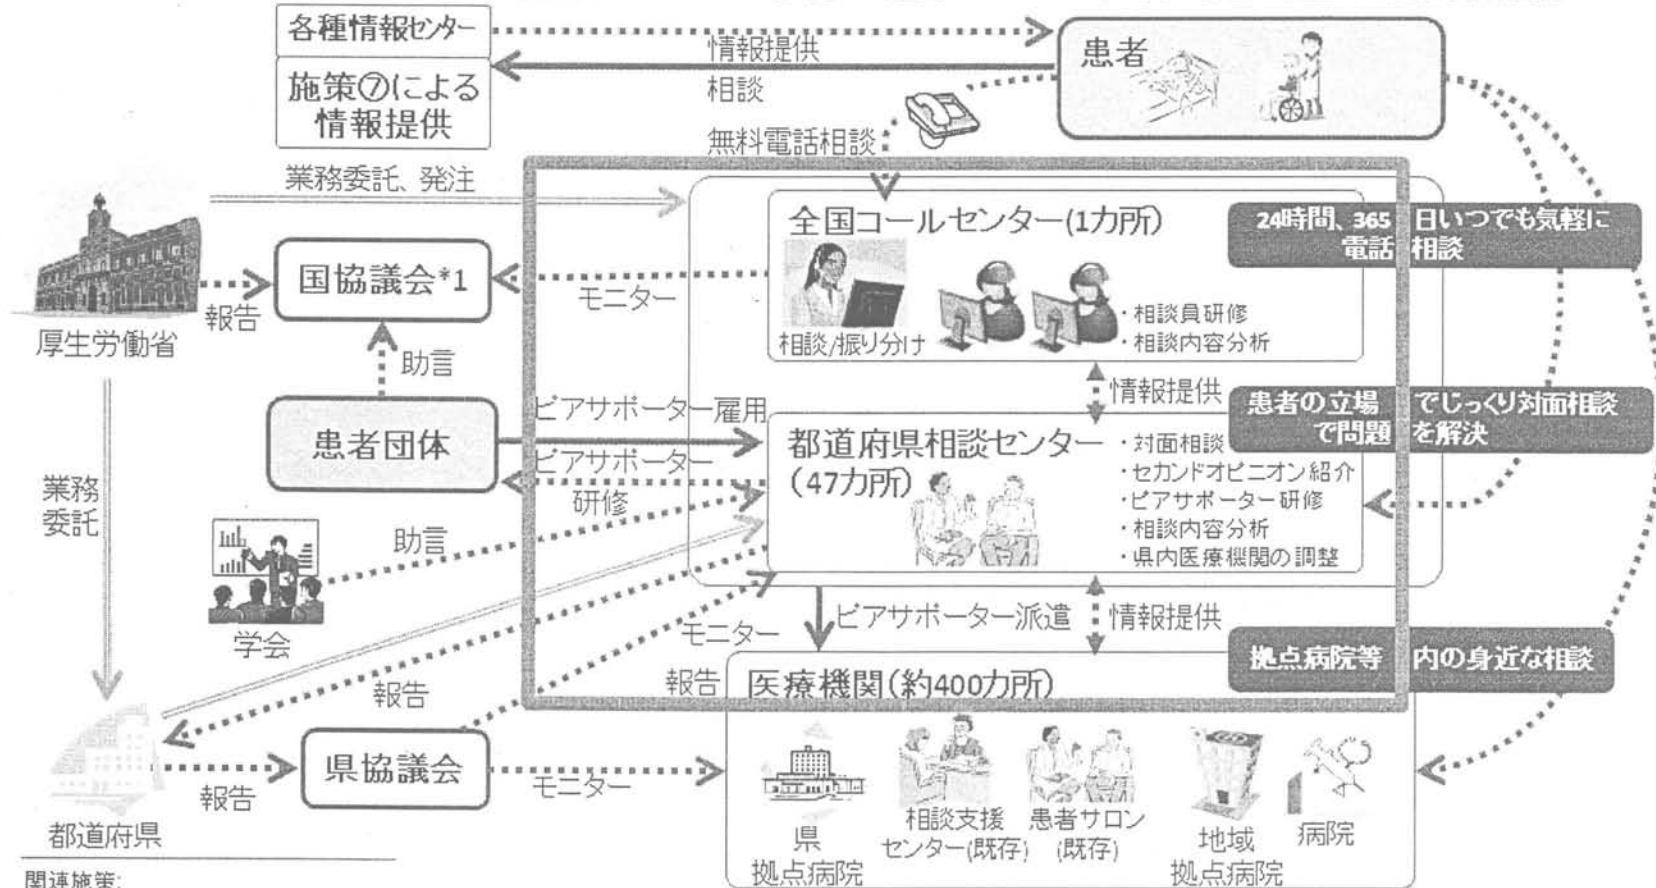 各種情報センター
施策⑦による
情報提供
情報提供
相談
患者
無料電話相談
業務委託、発注
全国コールセンター(1カ所)
24時間、365日いつでも気軽に
電話相談
厚生労働省
報告
国協議会*1
モニター
相談/振り分け
・相談員研修
・相談内容分析
助言
情報提供
患者の立場でじっくり対面相談
で問題を解決
患者団体
ピアサポーター雇用
ピアサポーター
研修
都道府県相談センター
(47カ所)
・対面相談
・セカンドオピニオン紹介
・ピアサポーター研修
・相談内容分析
・県内医療機関の調整
業務
委託
助言
学会
モニター
ピアサポーター派遣
情報提供
拠点病院等内の身近な相談
報告
報告
医療機関(約400カ所)
都道府県
報告
県協議会
モニター
県
拠点病院
相談支援
センター(既存)
患者サロン
(既存)
地域
拠点病院
病院
関連施策: